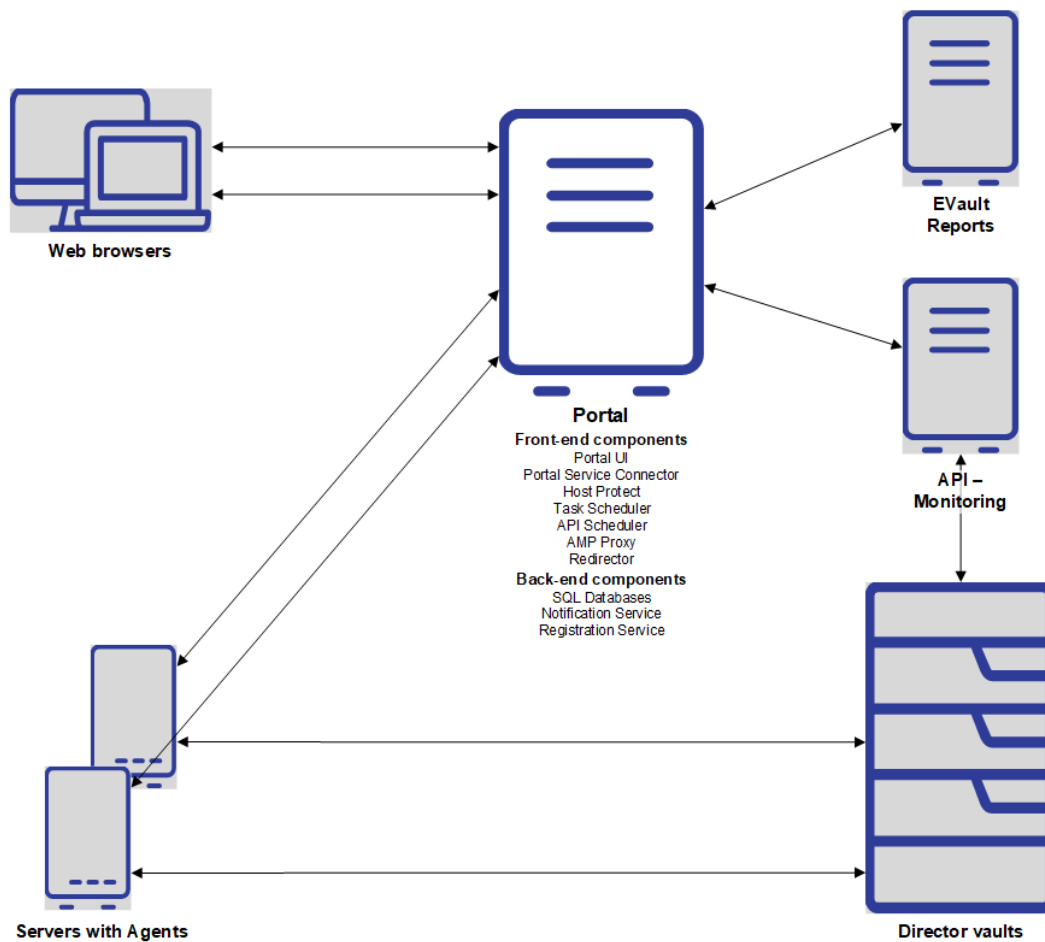 EVault
Reports
Web browsers
Portal
Front-end components
Portal UI
Portal Service Connector
Host Protect
Task Scheduler
API Scheduler
AMP Proxy
Redirector
Back-end components
SQL Databases
Notification Service
Registration Service
API –
Monitoring
Servers with Agents
Director vaults